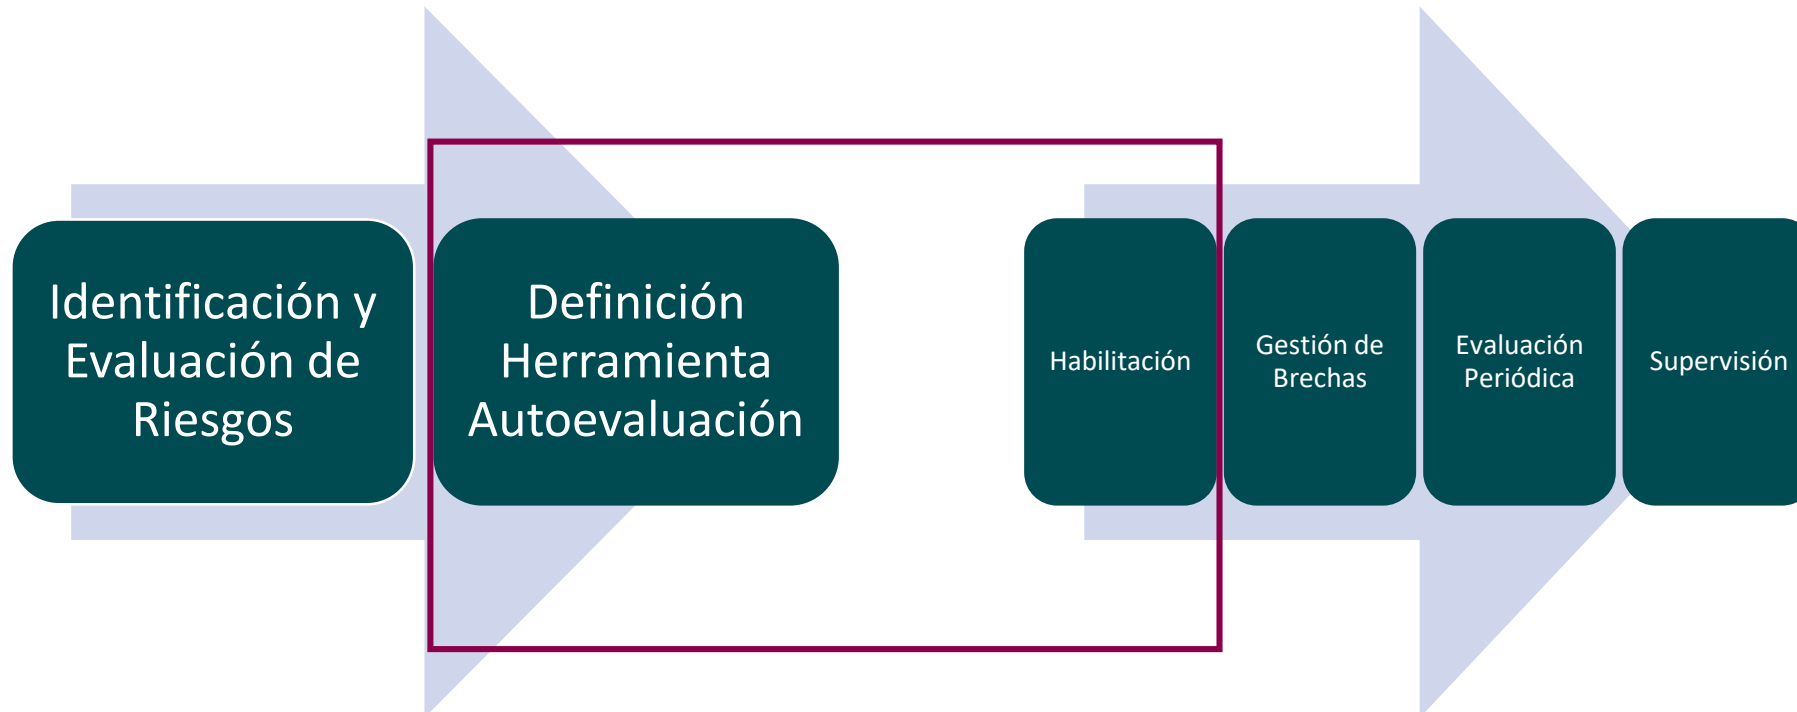 Identificación y
Evaluación de
Riesgos
Definición
Herramienta
Autoevaluación
Habilitación
Gestión de
Brechas
Evaluación
Periódica
Supervisión